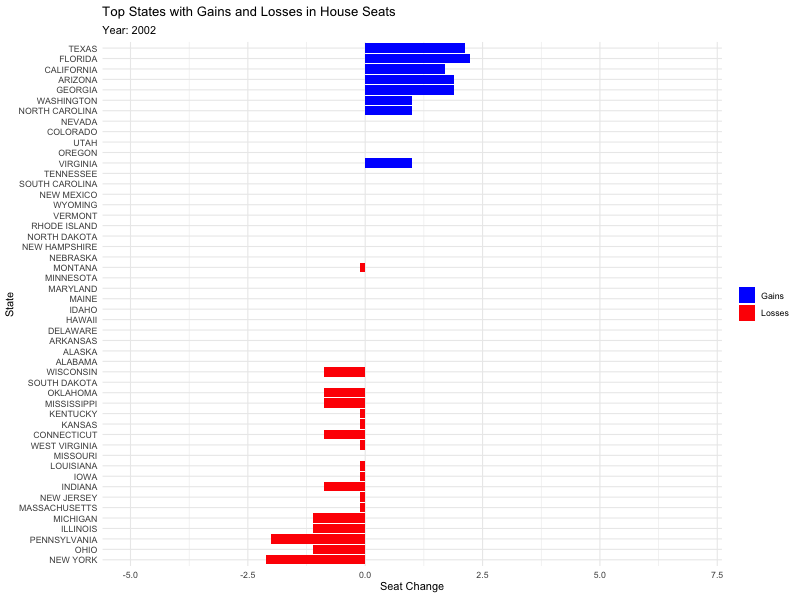 Top States with Gains and Losses in House Seats
Year: 2002
TEXAS
FLORIDA
CALIFORNIA
ARIZONA
GEORGIA
WASHINGTON
NORTH CAROLINA
NEVADA
COLORADO
UTAH
OREGON
VIRGINIA
TENNESSEE
SOUTH CAROLINA
NEW MEXICO
WYOMING
VERMONT
RHODE ISLAND
NORTH DAKOTA
NEW HAMPSHIRE
NEBRASKA
MONTANA
MINNESOTA
MARYLAND
MAINE
IDAHO
HAWAII
DELAWARE
ARKANSAS
ALASKA
ALABAMA
WISCONSIN
SOUTH DAKOTA
OKLAHOMA
MISSISSIPPI
KENTUCKY
KANSAS
CONNECTICUT
WEST VIRGINIA
MISSOURI
LOUISIANA
IOWA
INDIANA
NEW JERSEY
MASSACHUSETTS
MICHIGAN
ILLINOIS
PENNSYLVANIA
OHIO
NEW YORK
State
-5.0 -2.5 0.0 2.5 5.0 7.5
Seat Change
Gains
Losses